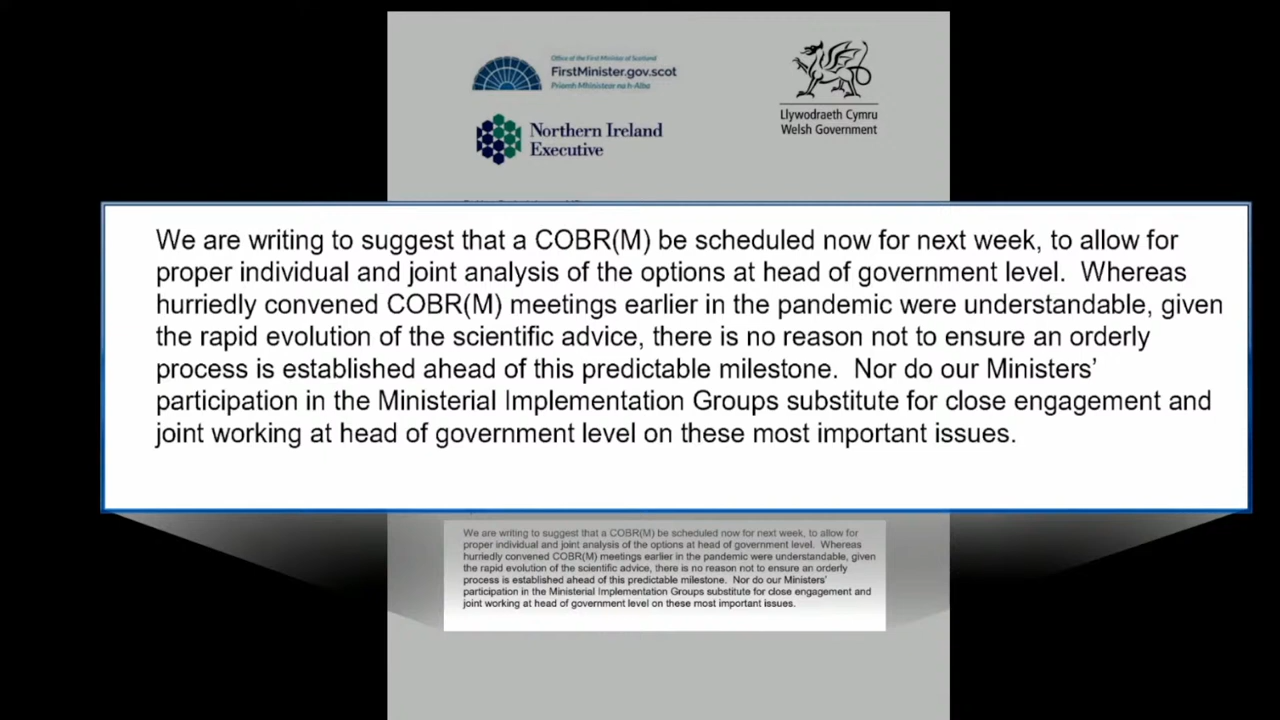 Office of the First Minister of Scotland
FirstMinister.gov.scot
Prìomh Mhinistear na h-Alba
Llywodraeth Cymru
Welsh Government
Northern Ireland
Executive
We are writing to suggest that a COBR(M) be scheduled now for next week, to allow for
proper individual and joint analysis of the options at head of government level.  Whereas
hurriedly convened COBR(M) meetings earlier in the pandemic were understandable, given
the rapid evolution of the scientific advice, there is no reason not to ensure an orderly
process is established ahead of this predictable milestone.  Nor do our Ministers’
participation in the Ministerial Implementation Groups substitute for close engagement and
joint working at head of government level on these most important issues.
We are writing to suggest that a COBR(M) be scheduled now for next week, to allow for
proper individual and joint analysis of the options at head of government level.  Whereas
hurriedly convened COBR(M) meetings earlier in the pandemic were understandable, given
the rapid evolution of the scientific advice, there is no reason not to ensure an orderly
process is established ahead of this predictable milestone.  Nor do our Ministers’
participation in the Ministerial Implementation Groups substitute for close engagement and
joint working at head of government level on these most important issues.